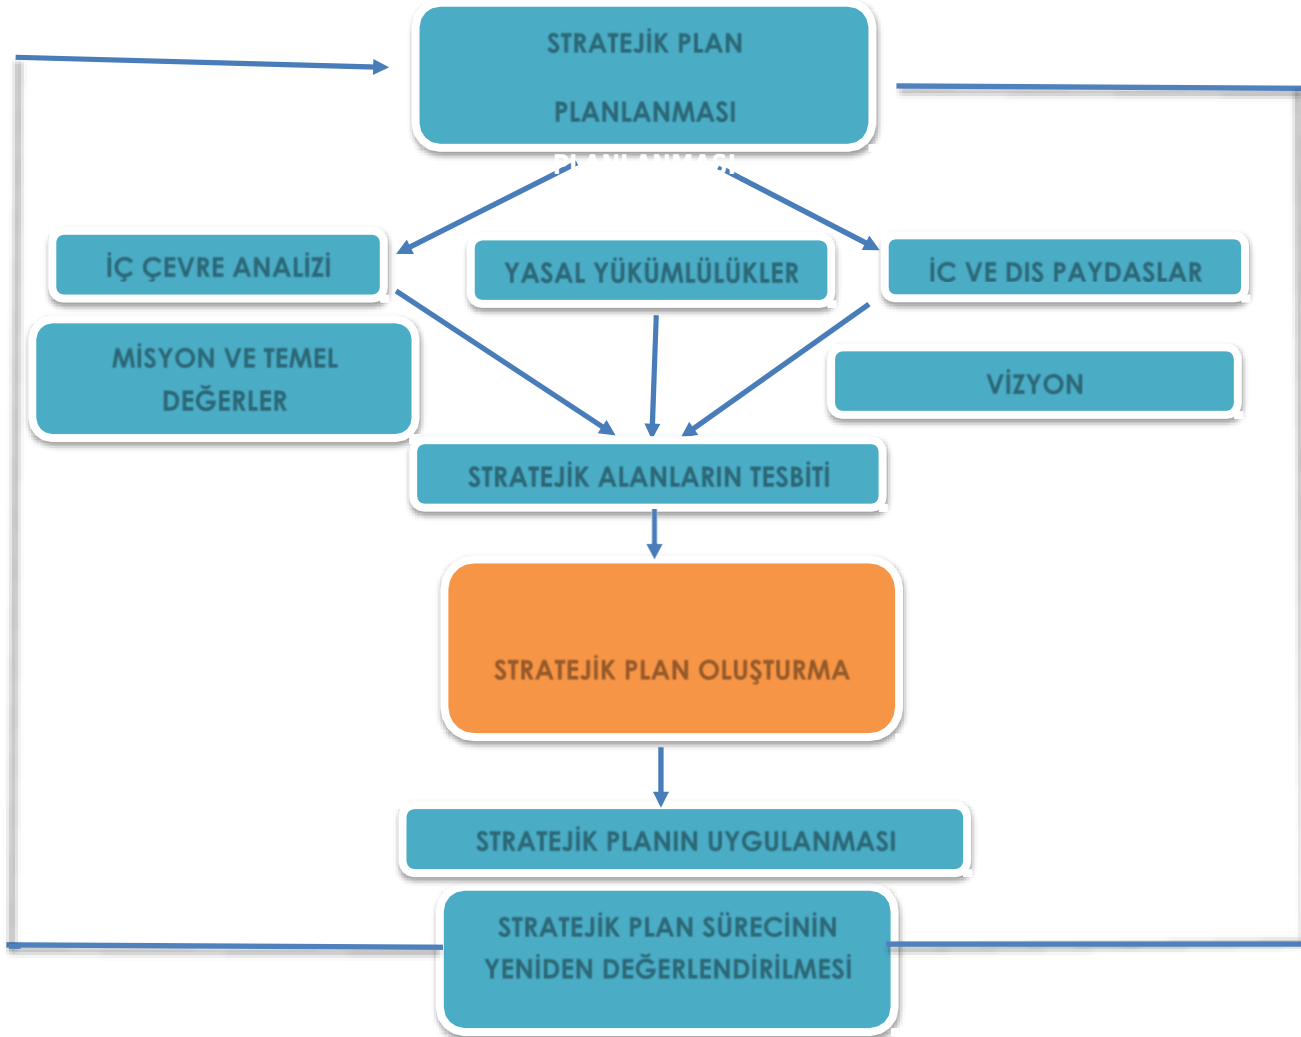 STRATEJİK PLAN
PLANLANMASI
PLANLANMASI
İÇ ÇEVRE ANALİZİ
YASAL YÜKÜMLÜLÜKLER
İC VE DIS PAYDASLAR
MİSYON VE TEMEL
DEĞERLER
VİZYON
STRATEJİK ALANLARIN TESBİTİ
STRATEJİK PLAN OLUŞTURMA
STRATEJİK PLANIN UYGULANMASI
STRATEJİK PLAN SÜRECİNİN
YENİDEN DEĞERLENDİRİLMESİ